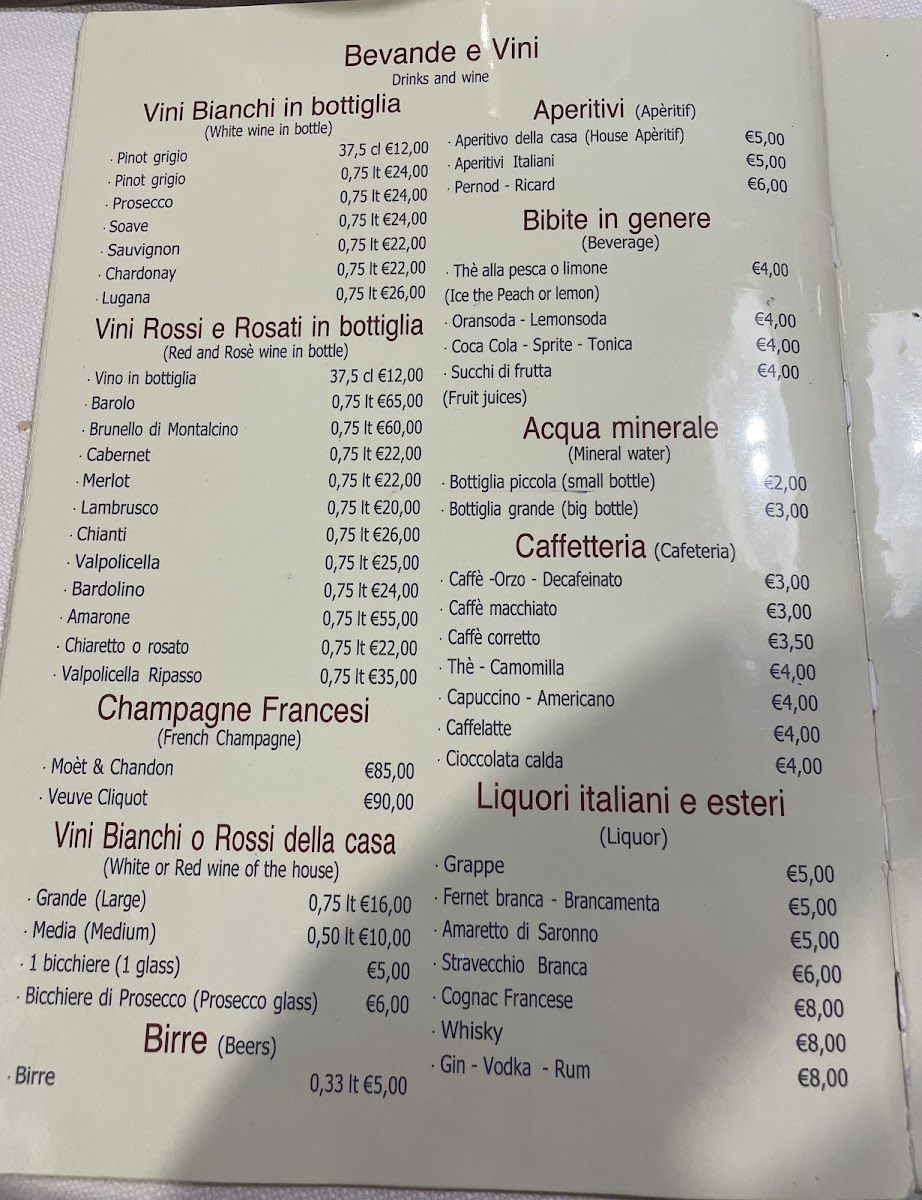 Bevande e Vini
Drinks and wine
Vini Bianchi in bottiglia
(White wine in bottle)
· Pinot grigio 37,5 cl €12,00
· Pinot grigio 0,75 lt €24,00
· Prosecco 0,75 lt €24,00
· Soave 0,75 lt €24,00
· Sauvignon 0,75 lt €22,00
· Chardonay 0,75 lt €22,00
· Lugana 0,75 lt €26,00
Vini Rossi e Rosati in bottiglia
(Red and Rosè wine in bottle)
· Vino in bottiglia 37,5 cl €12,00
· Barolo 0,75 lt €65,00
· Brunello di Montalcino 0,75 lt €60,00
· Cabernet 0,75 lt €22,00
· Merlot 0,75 lt €22,00
· Lambrusco 0,75 lt €20,00
· Chianti 0,75 lt €26,00
· Valpolicella 0,75 lt €25,00
· Bardolino 0,75 lt €24,00
· Amarone 0,75 lt €55,00
· Chiaretto o rosato 0,75 lt €22,00
· Valpolicella Ripasso 0,75 lt €35,00
Champagne Francesi
(French Champagne)
· Moèt & Chandon €85,00
· Veuve Cliquot €90,00
Vini Bianchi o Rossi della casa
(White or Red wine of the house)
· Grande (Large) 0,75 lt €16,00
· Media (Medium) 0,50 lt €10,00
· 1 bicchiere (1 glass) €5,00
· Bicchiere di Prosecco (Prosecco glass) €6,00
Birre (Beers)
· Birre 0,33 lt €5,00
Aperitivi (Apèritif)
· Aperitivo della casa (House Apèritif) €5,00
· Aperitivi Italiani €5,00
· Pernod - Ricard €6,00
Bibite in genere
(Beverage)
· Thè alla pesca o limone €4,00
(Ice the Peach or lemon)
· Oransoda - Lemonsoda €4,00
· Coca Cola - Sprite - Tonica €4,00
· Succhi di frutta €4,00
(Fruit juices)
Acqua minerale
(Mineral water)
· Bottiglia piccola (small bottle) €2,00
· Bottiglia grande (big bottle) €3,00
Caffetteria (Cafeteria)
· Caffè -Orzo - Decafeinato €3,00
· Caffè macchiato €3,00
· Caffè corretto €3,50
· Thè - Camomilla €4,00
· Capuccino - Americano €4,00
· Caffelatte €4,00
· Cioccolata calda €4,00
Liquori italiani e esteri
(Liquor)
· Grappe €5,00
· Fernet branca - Brancamenta €5,00
· Amaretto di Saronno €5,00
· Stravecchio Branca €6,00
· Cognac Francese €8,00
· Whisky €8,00
· Gin - Vodka - Rum €8,00